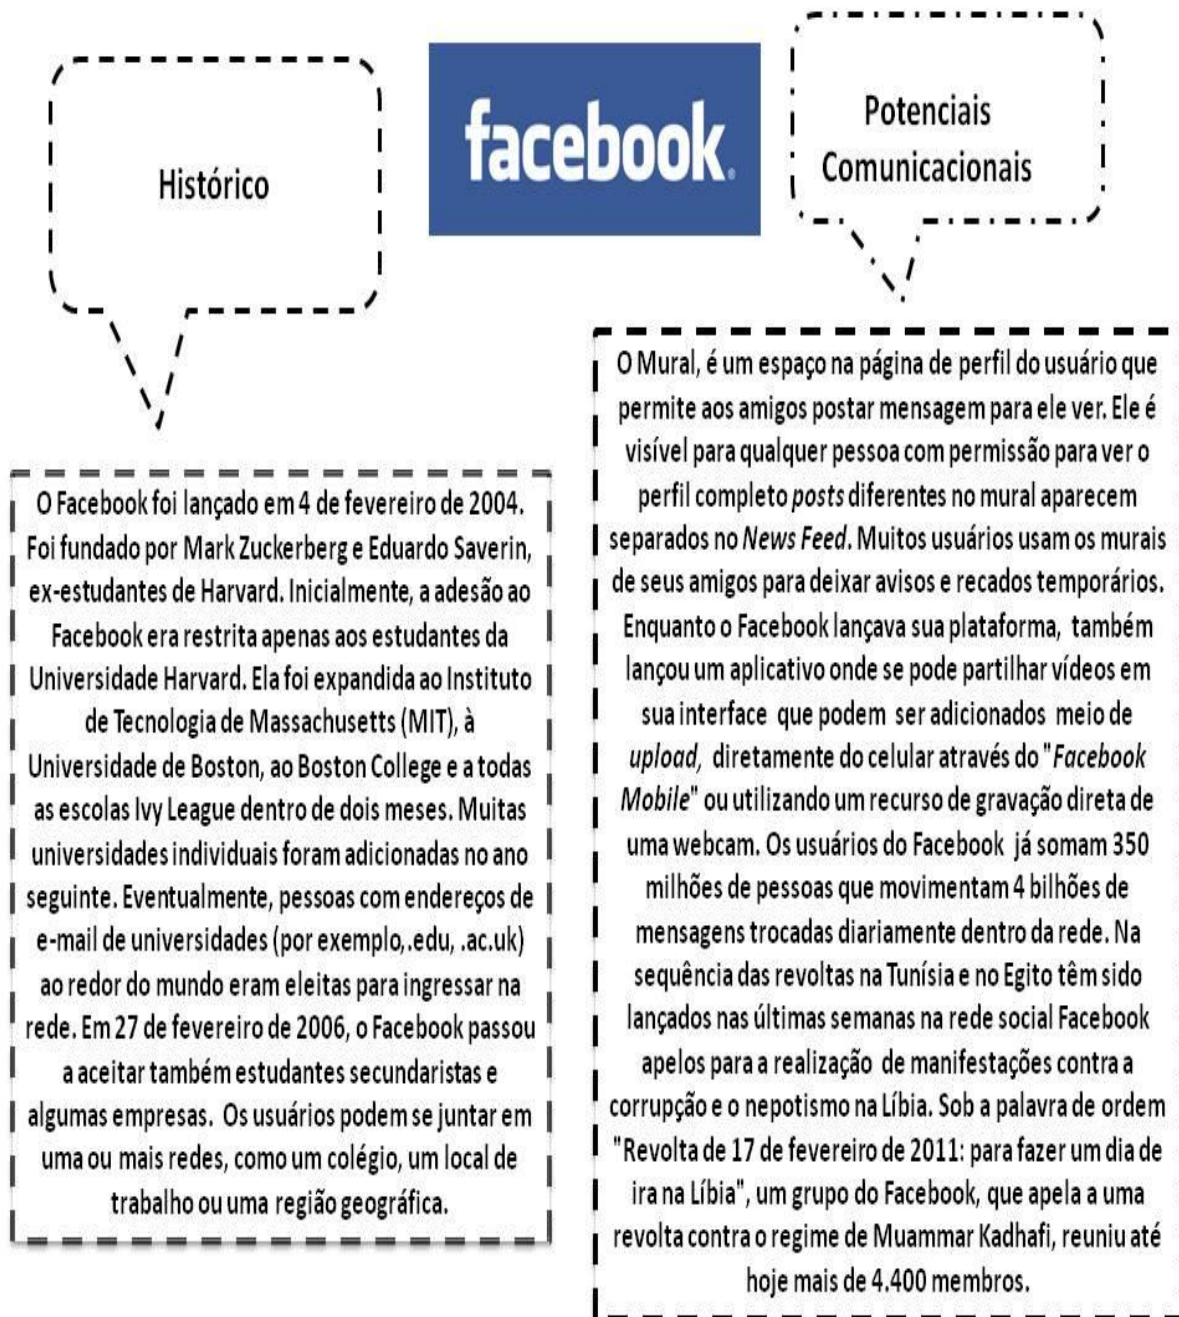 Histórico
facebook®
Potenciais
Comunicacionais
O Facebook foi lançado em 4 de fevereiro de 2004.
Foi fundado por Mark Zuckerberg e Eduardo Saverin,
ex-estudantes de Harvard. Inicialmente, a adesão ao
Facebook era restrita apenas aos estudantes da
Universidade Harvard. Ela foi expandida ao Instituto
de Tecnologia de Massachusetts (MIT), à
Universidade de Boston, ao Boston College e a todas
as escolas Ivy League dentro de dois meses. Muitas
universidades individuais foram adicionadas no ano
seguinte. Eventualmente, pessoas com endereços de
e-mail de universidades (por exemplo,.edu, .ac.uk)
ao redor do mundo eram eleitas para ingressar na
rede. Em 27 de fevereiro de 2006, o Facebook passou
a aceitar também estudantes secundaristas e
algumas empresas. Os usuários podem se juntar em
uma ou mais redes, como um colégio, um local de
trabalho ou uma região geográfica.
O Mural, é um espaço na página de perfil do usuário que
permite aos amigos postar mensagem para ele ver. Ele é
visível para qualquer pessoa com permissão para ver o
perfil completo posts diferentes no mural aparecem
separados no News Feed. Muitos usuários usam os murais
de seus amigos para deixar avisos e recados temporários.
Enquanto o Facebook lançava sua plataforma, também
lançou um aplicativo onde se pode partilhar vídeos em
sua interface que podem ser adicionados meio de
upload, diretamente do celular através do "Facebook
Mobile" ou utilizando um recurso de gravação direta de
uma webcam. Os usuários do Facebook já somam 350
milhões de pessoas que movimentam 4 bilhões de
mensagens trocadas diariamente dentro da rede. Na
sequência das revoltas na Tunísia e no Egito têm sido
lançados nas últimas semanas na rede social Facebook
apelos para a realização de manifestações contra a
corrupção e o nepotismo na Líbia. Sob a palavra de ordem
"Revolta de 17 de fevereiro de 2011: para fazer um dia de
ira na Líbia", um grupo do Facebook, que apela a uma
revolta contra o regime de Muammar Kadhafi, reuniu até
hoje mais de 4.400 membros.